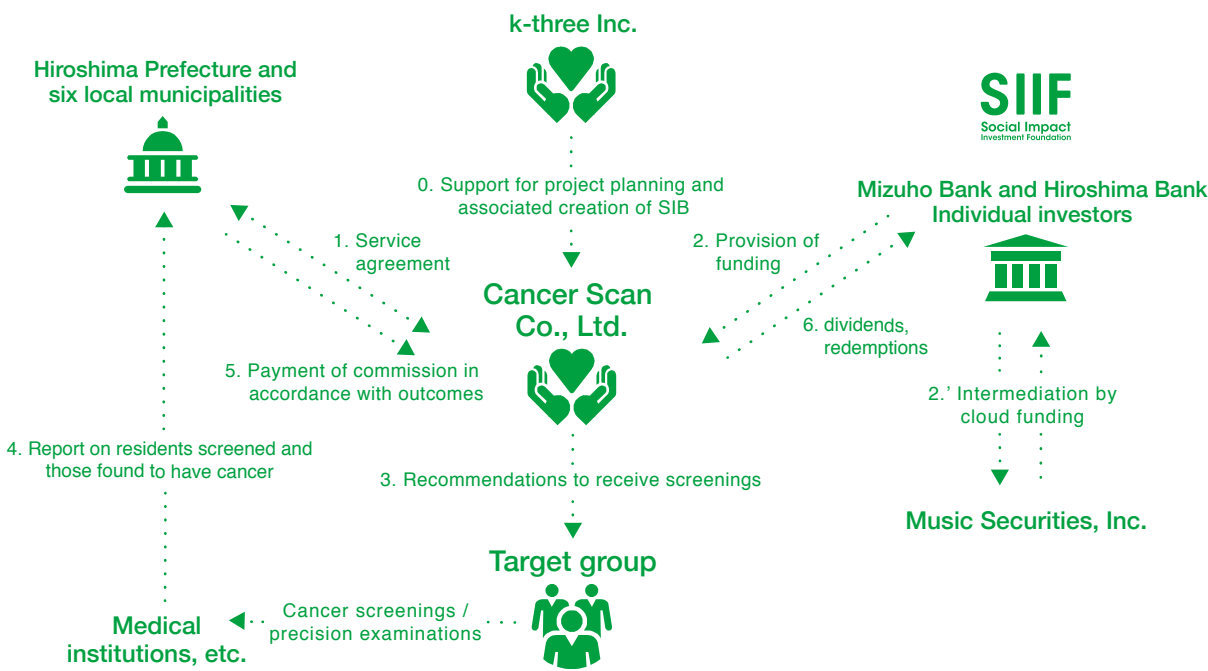 k-three Inc.
Hiroshima Prefecture and
six local municipalities
SIIF
Social Impact
Investment Foundation
0. Support for project planning and
associated creation of SIB
Mizuho Bank and Hiroshima Bank
Individual investors
1. Service
agreement
2. Provision of
funding
Cancer Scan
Co., Ltd.
6. dividends,
redemptions
5. Payment of commission in
accordance with outcomes
2.' Intermediation by
cloud funding
4. Report on residents screened and
those found to have cancer
3. Recommendations to receive screenings
Music Securities, Inc.
Target group
Cancer screenings /
precision examinations
Medical
institutions, etc.